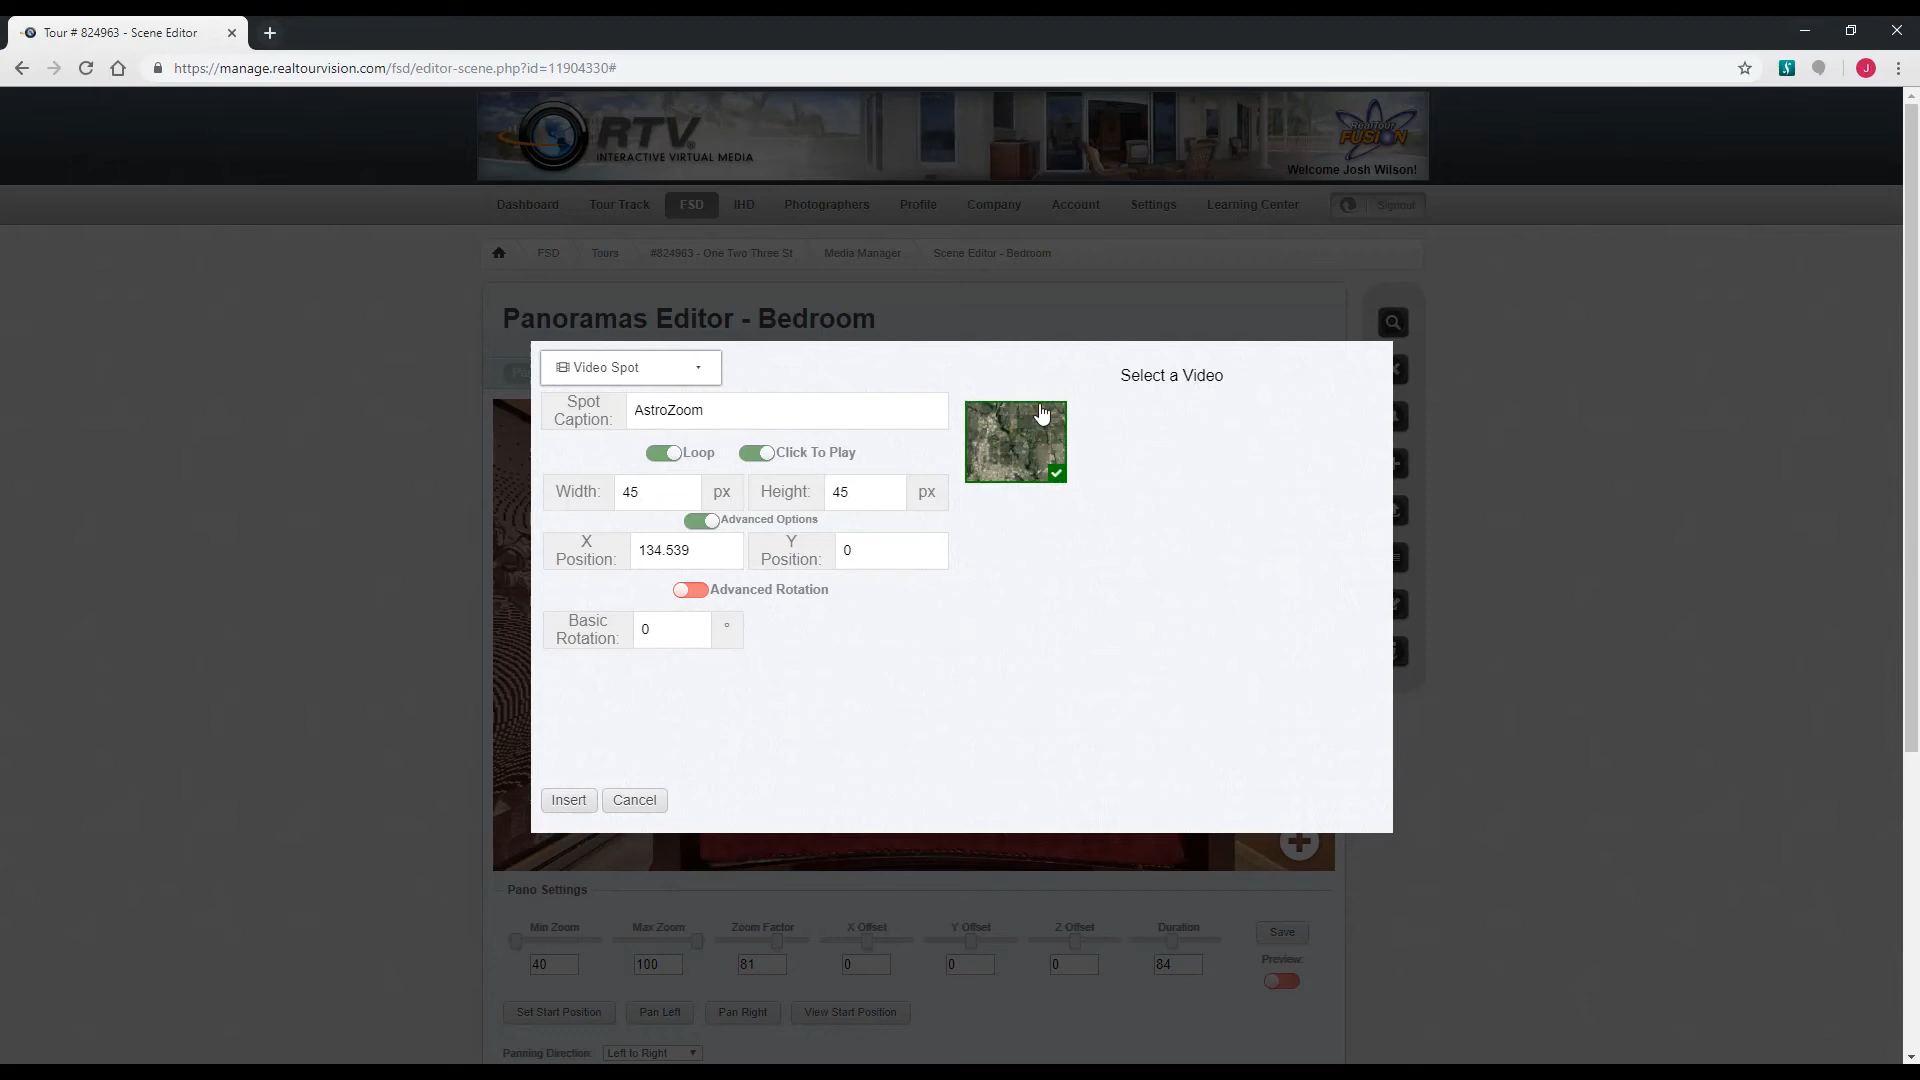 Tour # 824963 - Scene Editor
https://manage.realtourvision.com/fsd/editor-scene.php?id=11904330#
J
RTV®
INTERACTIVE VIRTUAL MEDIA
RealTour
FUSION
Welcome Josh Wilson!
Dashboard Tour Track FSD IHD Photographers Profile Company Account Settings Learning Center Signout
FSD Tours #824963 - One Two Three St Media Manager Scene Editor - Bedroom
Panoramas Editor - Bedroom
Video Spot
Select a Video
Spot Caption: AstroZoom
Loop Click To Play
Width: 45 px Height: 45 px
Advanced Options
X Position: 134.539 Y Position: 0
Advanced Rotation
Basic Rotation: 0 °
Insert Cancel
Pano Settings
Min Zoom Max Zoom Zoom Factor X Offset Y Offset Z Offset Duration Save
Preview:
40 100 81 0 0 0 84
Set Start Position Pan Left Pan Right View Start Position
Panning Direction: Left to Right